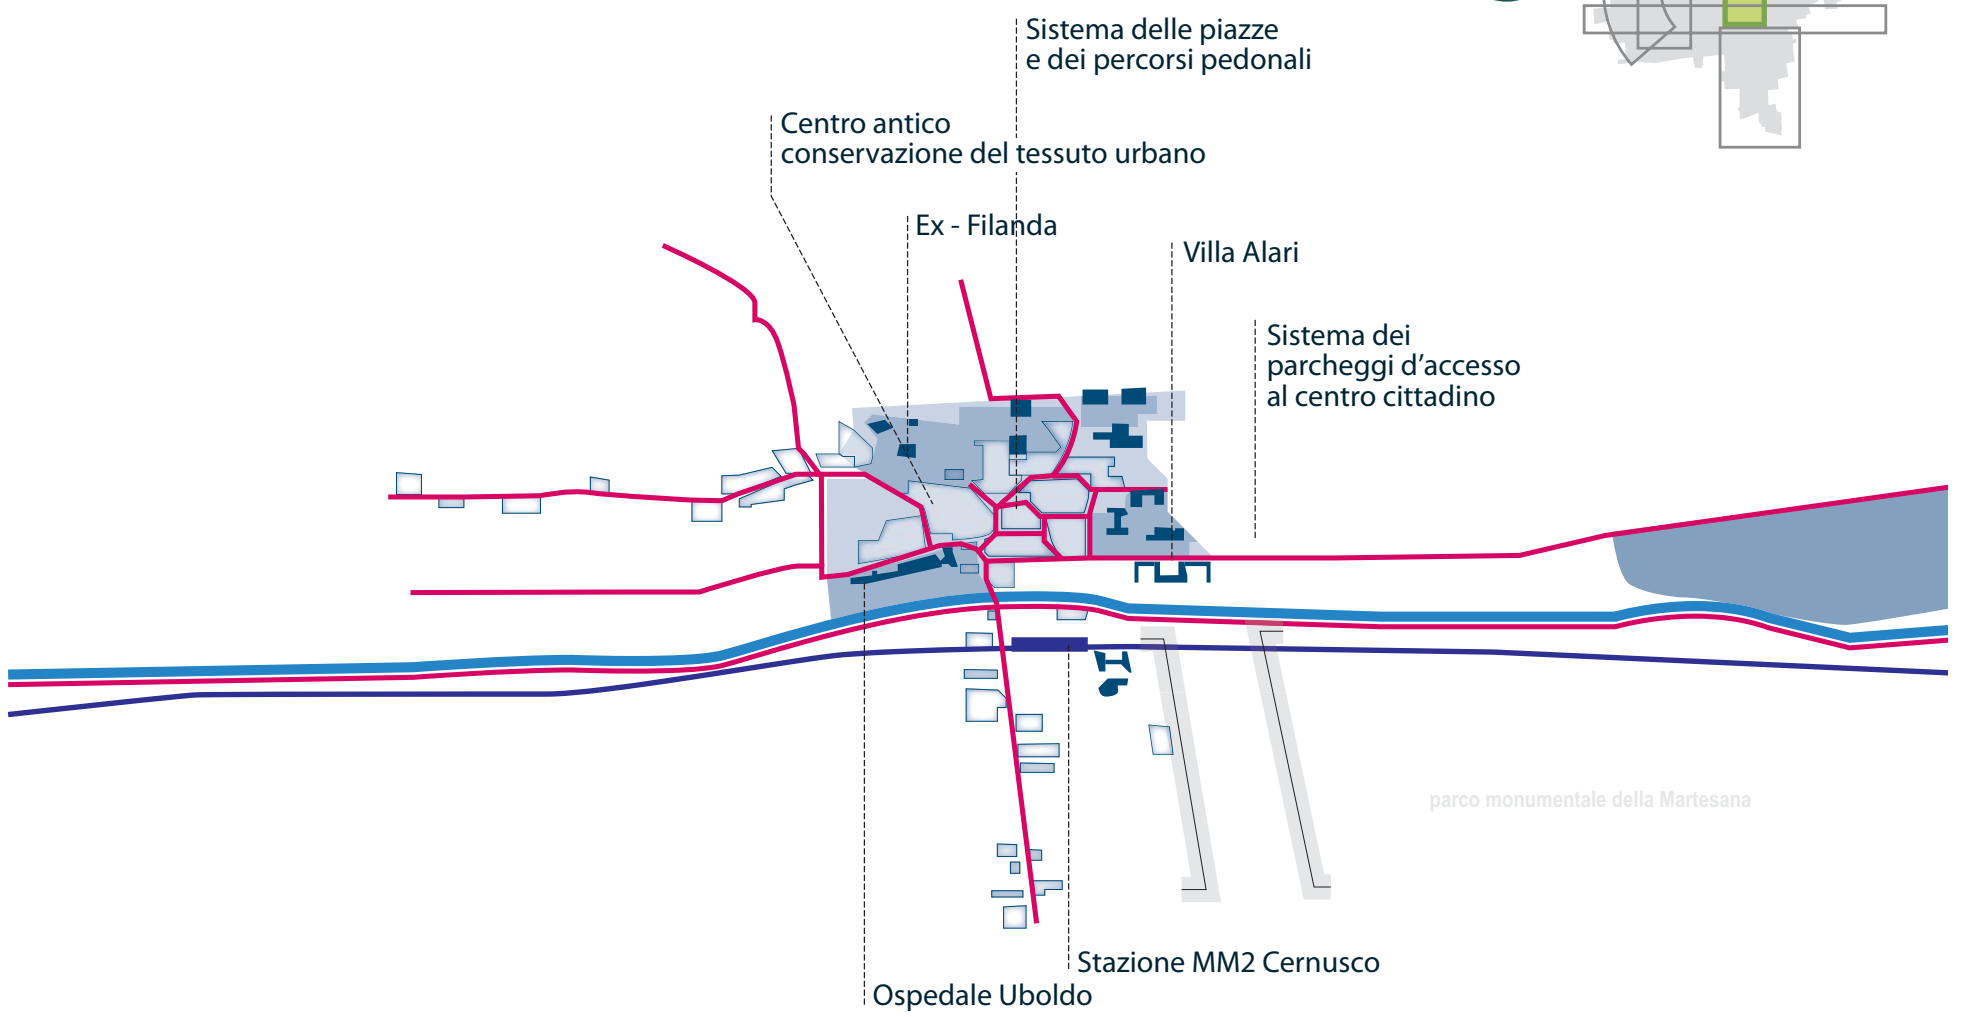 Sistema delle piazze
e dei percorsi pedonali
Centro antico
conservazione del tessuto urbano
Ex - Filanda
Villa Alari
Sistema dei
parcheggi d’accesso
al centro cittadino
parco monumentale della Martesana
Stazione MM2 Cernusco
Ospedale Uboldo